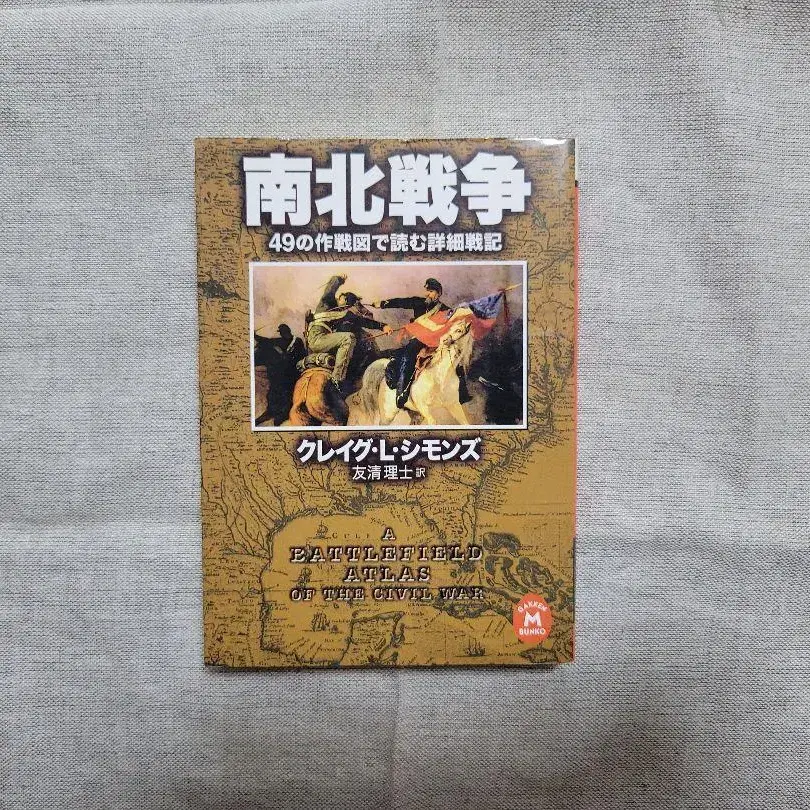 南北戦争
49の作戦図で読む詳細戦記
クレイグ・L・シモンズ
友清理士 訳
A
BATTLEFIELD
ATLAS
OF THE CIVIL WAR
GAKKEN
M
BUNKO